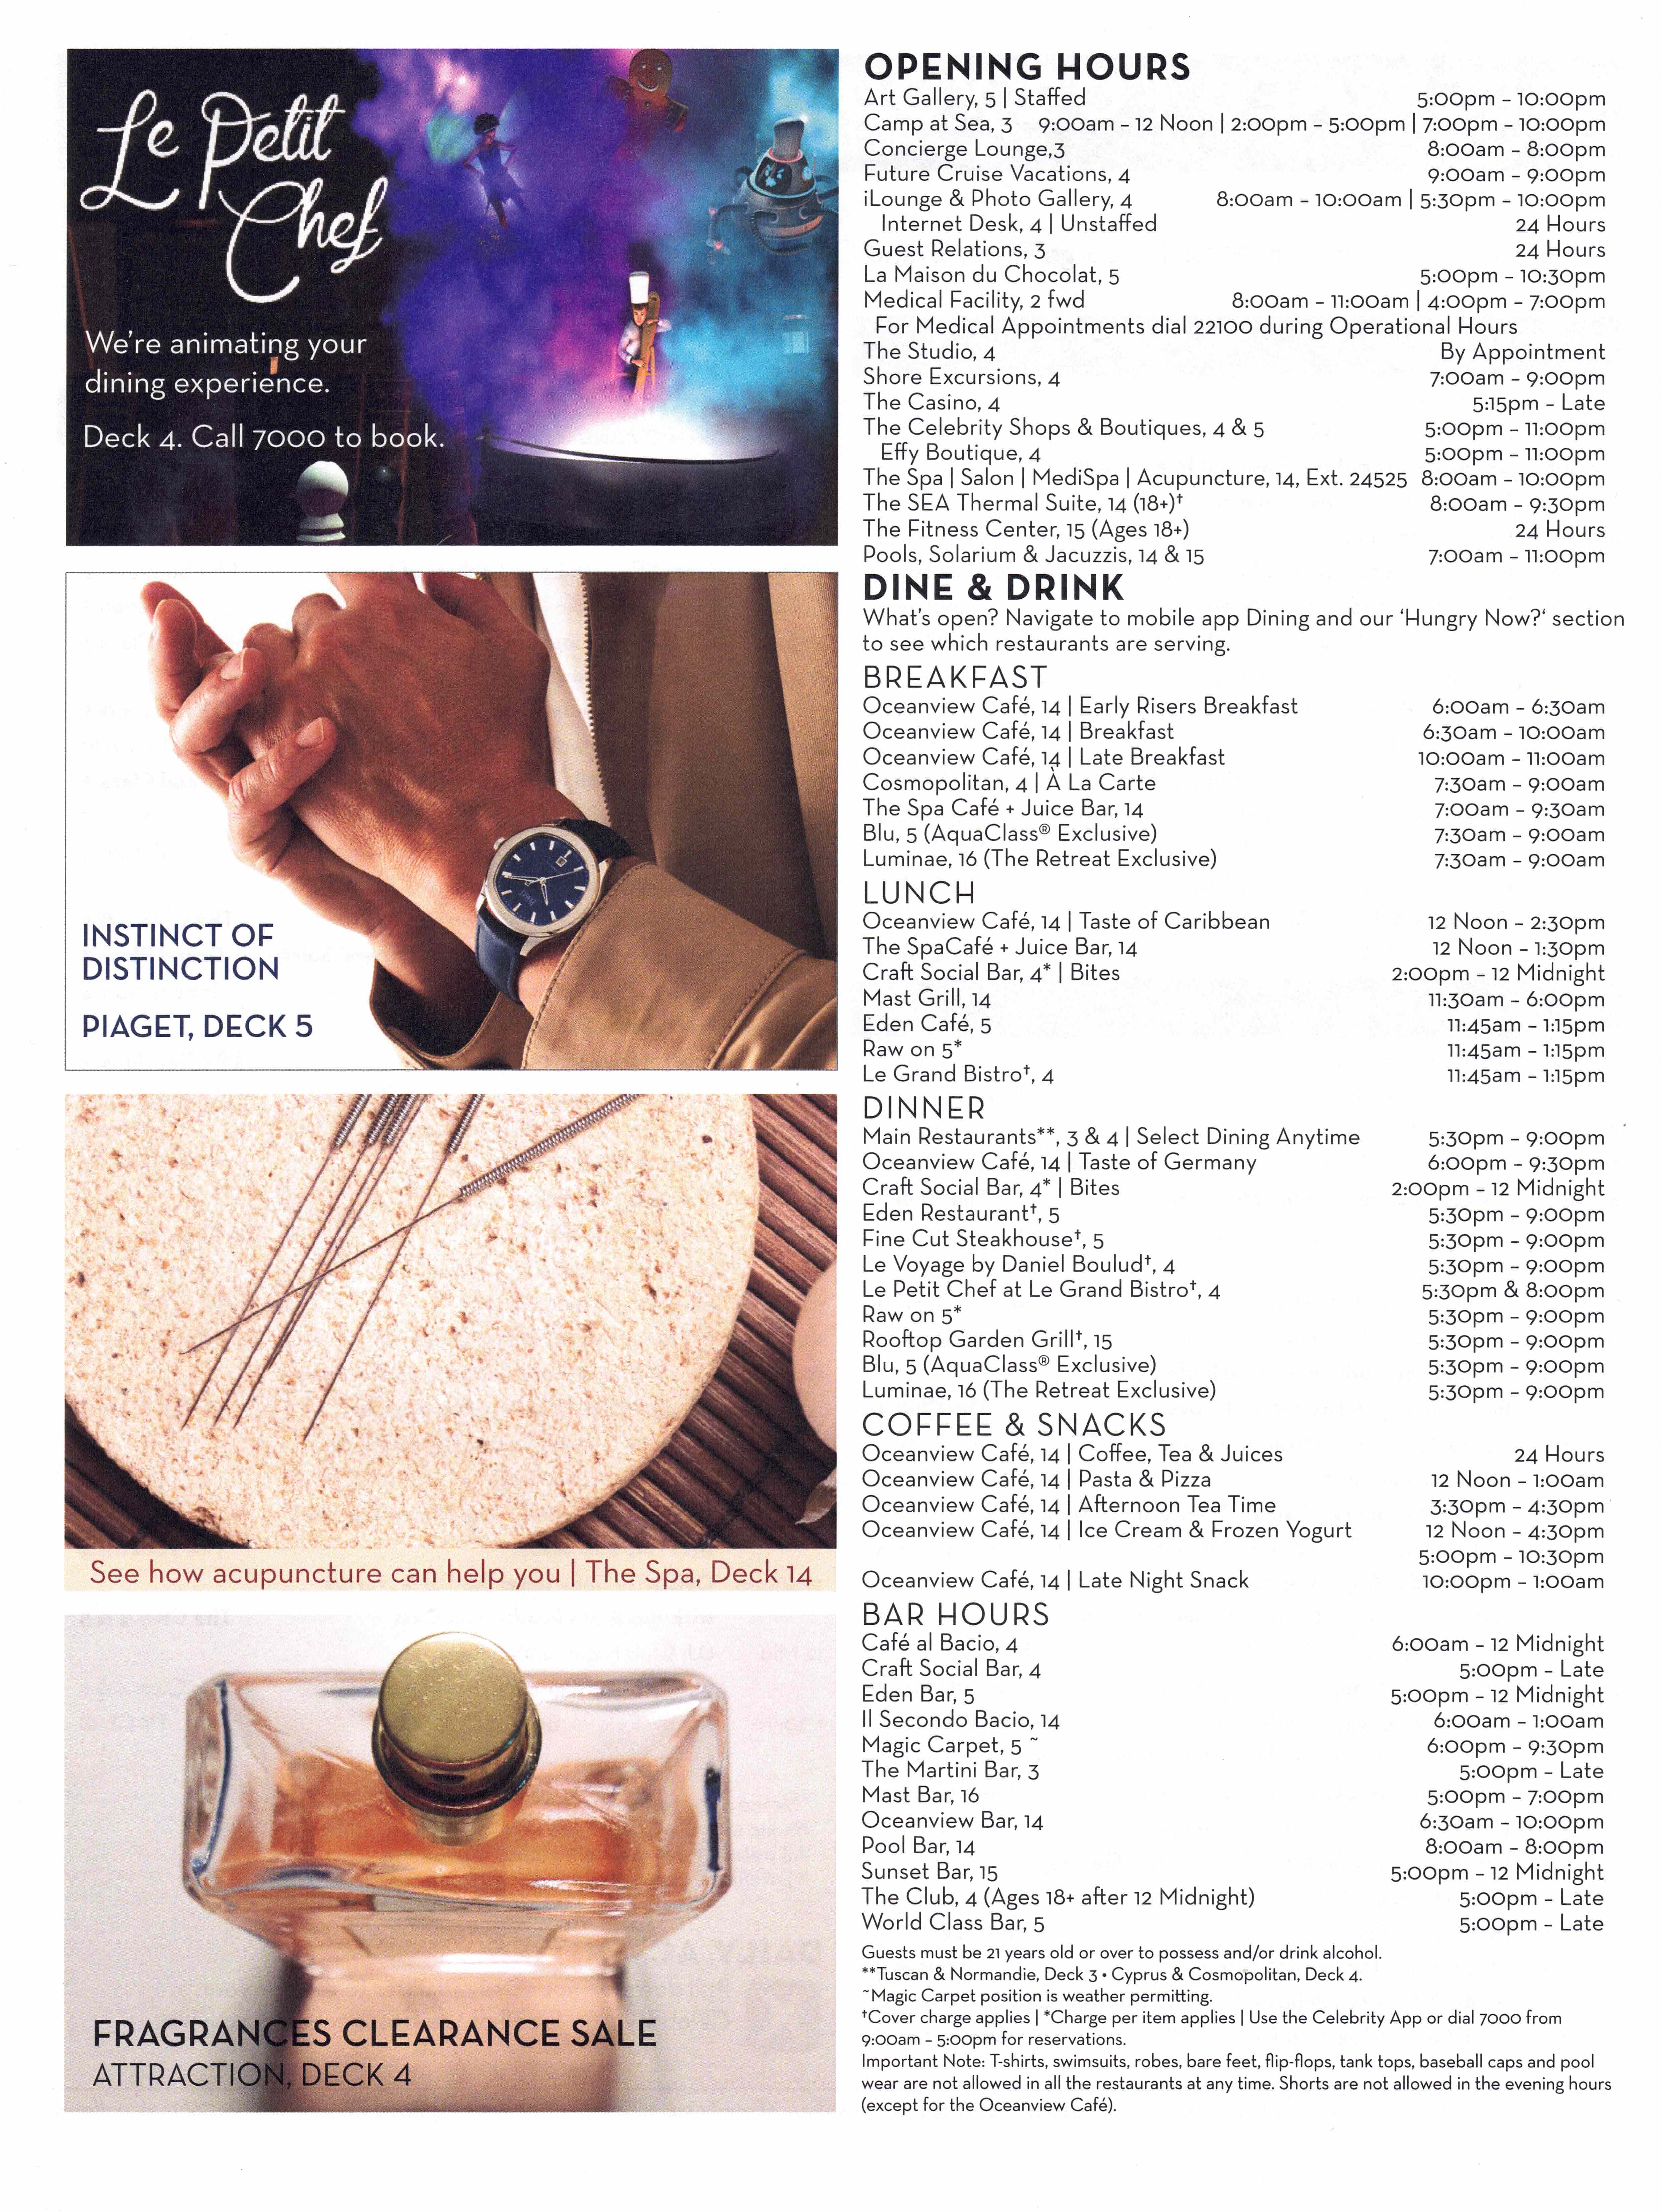 Le Petit
Chef
We're animating your
dining experience.
Deck 4. Call 7000 to book.
INSTINCT OF
DISTINCTION
PIAGET, DECK 5
See how acupuncture can help you | The Spa, Deck 14
FRAGRANCES CLEARANCE SALE
ATTRACTION, DECK 4
OPENING HOURS
Art Gallery, 5 | Staffed 5:00pm – 10:00pm
Camp at Sea, 3 9:00am – 12 Noon | 2:00pm – 5:00pm | 7:00pm – 10:00pm
Concierge Lounge,3 8:00am – 8:00pm
Future Cruise Vacations, 4 9:00am – 9:00pm
iLounge & Photo Gallery, 4 8:00am – 10:00am | 5:30pm – 10:00pm
Internet Desk, 4 | Unstaffed 24 Hours
Guest Relations, 3 24 Hours
La Maison du Chocolat, 5 5:00pm – 10:30pm
Medical Facility, 2 fwd 8:00am – 11:00am | 4:00pm – 7:00pm
For Medical Appointments dial 22100 during Operational Hours
The Studio, 4 By Appointment
Shore Excursions, 4 7:00am – 9:00pm
The Casino, 4 5:15pm – Late
The Celebrity Shops & Boutiques, 4 & 5 5:00pm – 11:00pm
Effy Boutique, 4 5:00pm – 11:00pm
The Spa | Salon | MediSpa | Acupuncture, 14, Ext. 24525 8:00am – 10:00pm
The SEA Thermal Suite, 14 (18+)† 8:00am – 9:30pm
The Fitness Center, 15 (Ages 18+) 24 Hours
Pools, Solarium & Jacuzzis, 14 & 15 7:00am – 11:00pm
DINE & DRINK
What's open? Navigate to mobile app Dining and our ‘Hungry Now?‘ section
to see which restaurants are serving.
BREAKFAST
Oceanview Café, 14 | Early Risers Breakfast 6:00am – 6:30am
Oceanview Café, 14 | Breakfast 6:30am – 10:00am
Oceanview Café, 14 | Late Breakfast 10:00am – 11:00am
Cosmopolitan, 4 | À La Carte 7:30am – 9:00am
The Spa Café + Juice Bar, 14 7:00am – 9:30am
Blu, 5 (AquaClass® Exclusive) 7:30am – 9:00am
Luminae, 16 (The Retreat Exclusive) 7:30am – 9:00am
LUNCH
Oceanview Café, 14 | Taste of Caribbean 12 Noon – 2:30pm
The SpaCafé + Juice Bar, 14 12 Noon – 1:30pm
Craft Social Bar, 4* | Bites 2:00pm – 12 Midnight
Mast Grill, 14 11:30am – 6:00pm
Eden Café, 5 11:45am – 1:15pm
Raw on 5* 11:45am – 1:15pm
Le Grand Bistro†, 4 11:45am – 1:15pm
DINNER
Main Restaurants**, 3 & 4 | Select Dining Anytime 5:30pm – 9:00pm
Oceanview Café, 14 | Taste of Germany 6:00pm – 9:30pm
Craft Social Bar, 4* | Bites 2:00pm – 12 Midnight
Eden Restaurant†, 5 5:30pm – 9:00pm
Fine Cut Steakhouse†, 5 5:30pm – 9:00pm
Le Voyage by Daniel Boulud†, 4 5:30pm – 9:00pm
Le Petit Chef at Le Grand Bistro†, 4 5:30pm & 8:00pm
Raw on 5* 5:30pm – 9:00pm
Rooftop Garden Grill†, 15 5:30pm – 9:00pm
Blu, 5 (AquaClass® Exclusive) 5:30pm – 9:00pm
Luminae, 16 (The Retreat Exclusive) 5:30pm – 9:00pm
COFFEE & SNACKS
Oceanview Café, 14 | Coffee, Tea & Juices 24 Hours
Oceanview Café, 14 | Pasta & Pizza 12 Noon – 1:00am
Oceanview Café, 14 | Afternoon Tea Time 3:30pm – 4:30pm
Oceanview Café, 14 | Ice Cream & Frozen Yogurt 12 Noon – 4:30pm
5:00pm – 10:30pm
Oceanview Café, 14 | Late Night Snack 10:00pm – 1:00am
BAR HOURS
Café al Bacio, 4 6:00am – 12 Midnight
Craft Social Bar, 4 5:00pm – Late
Eden Bar, 5 5:00pm – 12 Midnight
Il Secondo Bacio, 14 6:00am – 1:00am
Magic Carpet, 5 ~ 6:00pm – 9:30pm
The Martini Bar, 3 5:00pm – Late
Mast Bar, 16 5:00pm – 7:00pm
Oceanview Bar, 14 6:30am – 10:00pm
Pool Bar, 14 8:00am – 8:00pm
Sunset Bar, 15 5:00pm – 12 Midnight
The Club, 4 (Ages 18+ after 12 Midnight) 5:00pm – Late
World Class Bar, 5 5:00pm – Late
Guests must be 21 years old or over to possess and/or drink alcohol.
**Tuscan & Normandie, Deck 3 • Cyprus & Cosmopolitan, Deck 4.
~Magic Carpet position is weather permitting.
†Cover charge applies | *Charge per item applies | Use the Celebrity App or dial 7000 from
9:00am – 5:00pm for reservations.
Important Note: T-shirts, swimsuits, robes, bare feet, flip-flops, tank tops, baseball caps and pool
wear are not allowed in all the restaurants at any time. Shorts are not allowed in the evening hours
(except for the Oceanview Café).